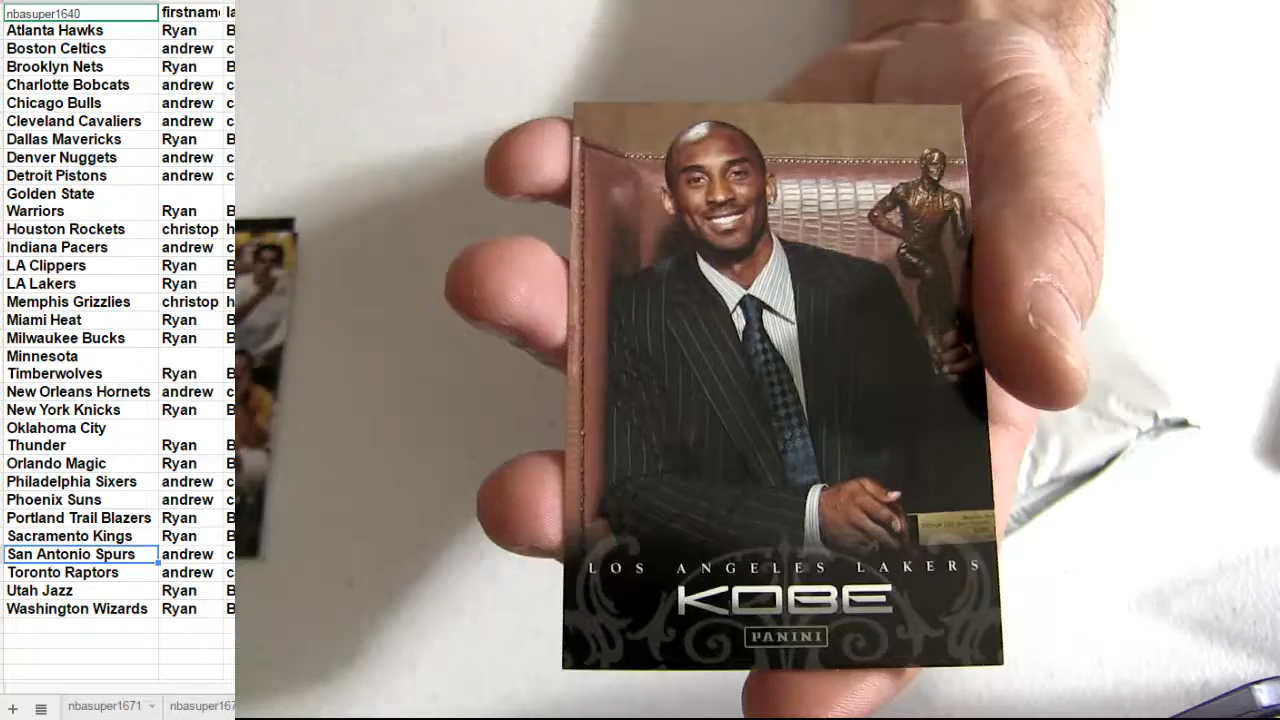 nbasuper1640 firstname la
Atlanta Hawks Ryan B
Boston Celtics andrew c
Brooklyn Nets Ryan B
Charlotte Bobcats andrew c
Chicago Bulls andrew c
Cleveland Cavaliers andrew c
Dallas Mavericks Ryan B
Denver Nuggets andrew c
Detroit Pistons andrew c
Golden State
Warriors Ryan B
Houston Rockets christop h
Indiana Pacers andrew c
LA Clippers Ryan B
LA Lakers Ryan B
Memphis Grizzlies christop h
Miami Heat Ryan B
Milwaukee Bucks Ryan B
Minnesota
Timberwolves Ryan B
New Orleans Hornets andrew c
New York Knicks Ryan B
Oklahoma City
Thunder Ryan B
Orlando Magic Ryan B
Philadelphia Sixers andrew c
Phoenix Suns andrew c
Portland Trail Blazers Ryan B
Sacramento Kings Ryan B
San Antonio Spurs andrew c
Toronto Raptors andrew c
Utah Jazz Ryan B
Washington Wizards Ryan B
nbasuper1671 nbasuper167
LOS ANGELES LAKERS
KOBE
PANINI